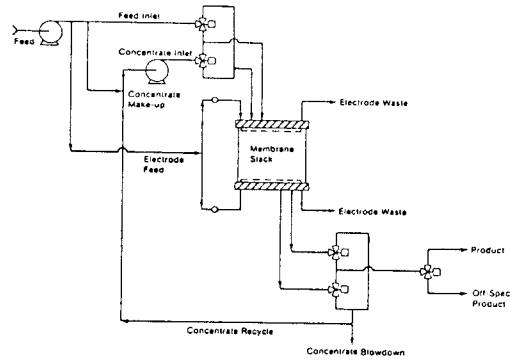 Feed Inlet
Feed
Concentrate Inlet
Concentrate
Make-up
Electrode Waste
Membrane
Stack
Electrode
Feed
Electrode Waste
Product
Off-Spec
Product
Concentrate Recycle
Concentrate Blowdown